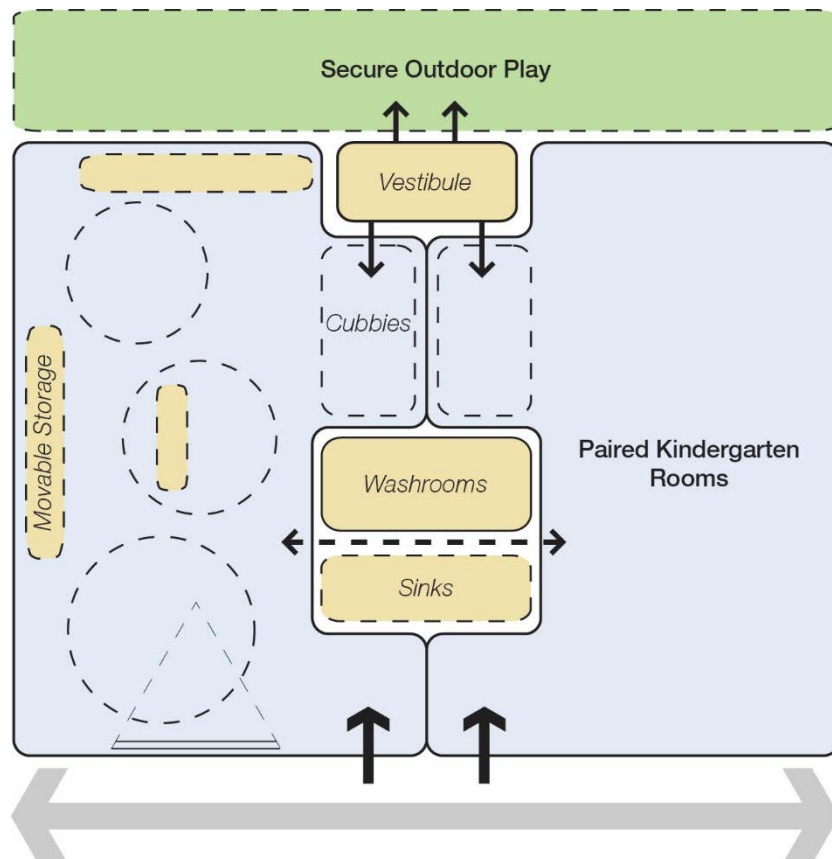 Secure Outdoor Play
Vestibule
Cubbies
Movable Storage
Washrooms
Paired Kindergarten
Rooms
Sinks